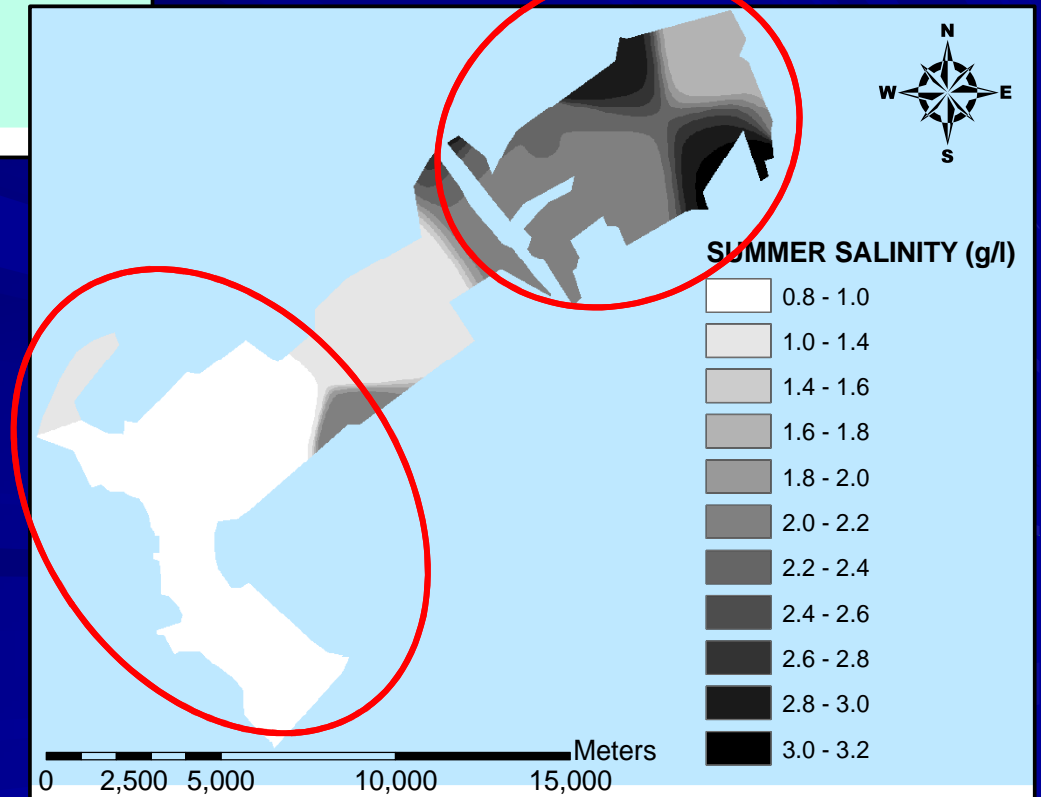 N
W E
S
SUMMER SALINITY (g/l)
0.8 - 1.0
1.0 - 1.4
1.4 - 1.6
1.6 - 1.8
1.8 - 2.0
2.0 - 2.2
2.2 - 2.4
2.4 - 2.6
2.6 - 2.8
2.8 - 3.0
3.0 - 3.2
Meters
0 2,500 5,000 10,000 15,000